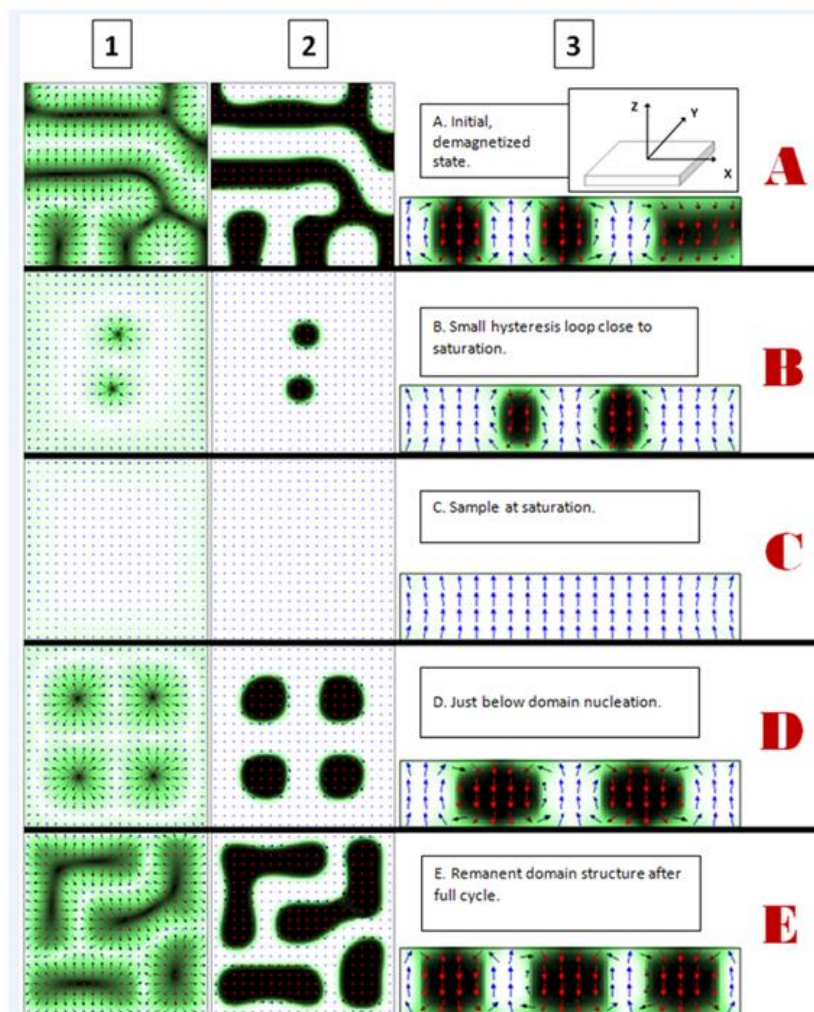 1 2 3
A. Initial,
demagnetized
state.
Z
Y
X
A
B. Small hysteresis loop close to
saturation.
B
C. Sample at saturation.
C
D. Just below domain nucleation.
D
E. Remanent domain structure after
full cycle.
E